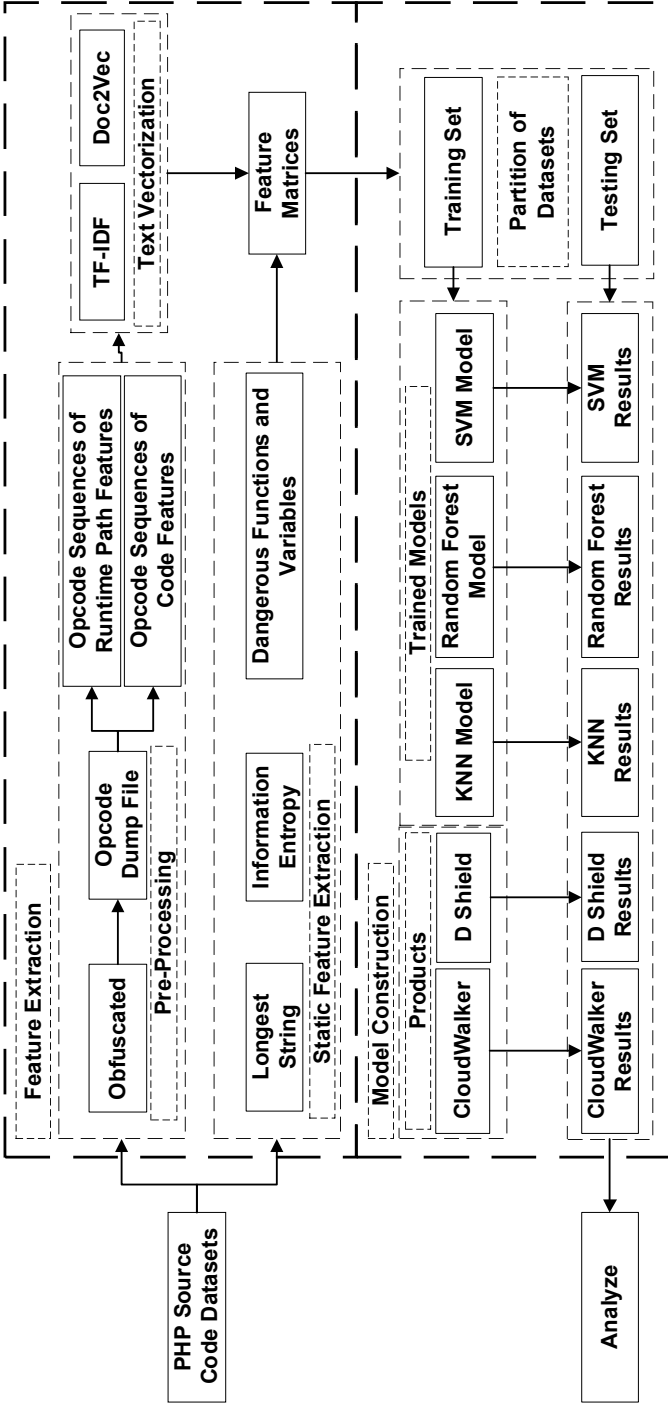 PHP Source
Code Datasets
Feature Extraction
Obfuscated
Opcode
Dump File
Pre-Processing
Opcode Sequences of
Runtime Path Features
Opcode Sequences of
Code Features
TF-IDF
Doc2Vec
Text Vectorization
Longest
String
Information
Entropy
Static Feature Extraction
Dangerous Functions and
Variables
Feature
Matrices
Model Construction
Products
CloudWalker
D Shield
Trained Models
KNN Model
Random Forest
Model
SVM Model
Training Set
Partition of
Datasets
Testing Set
CloudWalker
Results
D Shield
Results
KNN
Results
Random Forest
Results
SVM
Results
Analyze